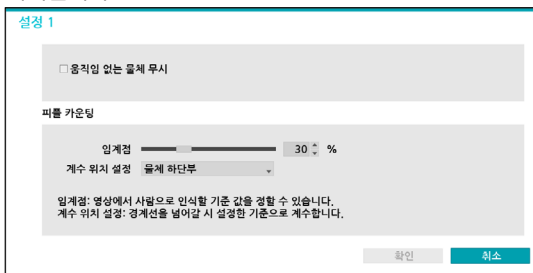 설정 1
움직임 없는 물체 무시
피플 카운팅
임계점 30 %
계수 위치 설정 물체 하단부
임계점: 영상에서 사람으로 인식할 기준 값을 정할 수 있습니다.
계수 위치 설정: 경계선을 넘어갈 시 설정한 기준으로 계수합니다.
확인 취소